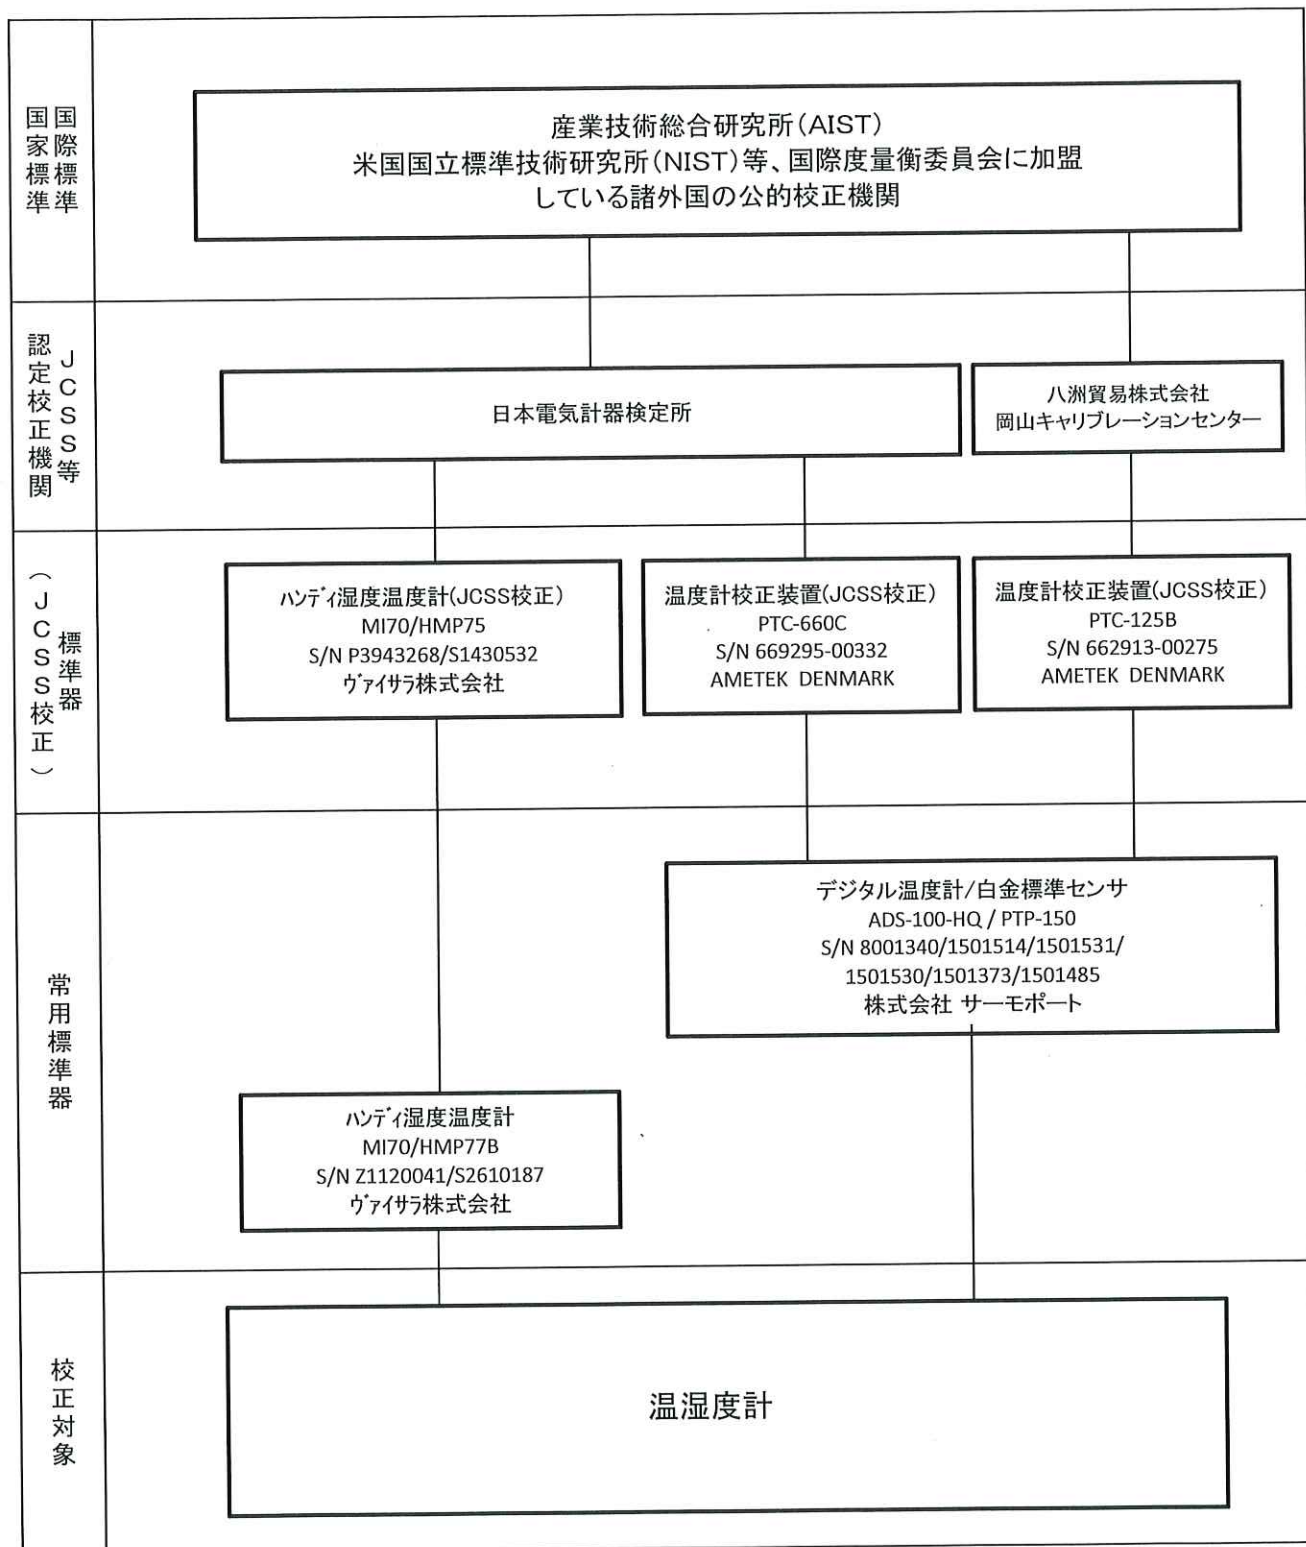 国際標準
国家標準
産業技術総合研究所(AIST)
米国国立標準技術研究所(NIST)等、国際度量衡委員会に加盟
している諸外国の公的校正機関
JCSS等
認定校正機関
日本電気計器検定所
八洲貿易株式会社
岡山キャリブレーションセンター
標準器
(JCSS校正)
ﾊﾝﾃﾞｨ湿度温度計(JCSS校正)
MI70/HMP75
S/N P3943268/S1430532
ヴァイサラ株式会社
温度計校正装置(JCSS校正)
PTC-660C
S/N 669295-00332
AMETEK DENMARK
温度計校正装置(JCSS校正)
PTC-125B
S/N 662913-00275
AMETEK DENMARK
常用標準器
デジタル温度計/白金標準センサ
ADS-100-HQ / PTP-150
S/N 8001340/1501514/1501531/
1501530/1501373/1501485
株式会社 サーモポート
ﾊﾝﾃﾞｨ湿度温度計
MI70/HMP77B
S/N Z1120041/S2610187
ヴァイサラ株式会社
校正対象
温湿度計